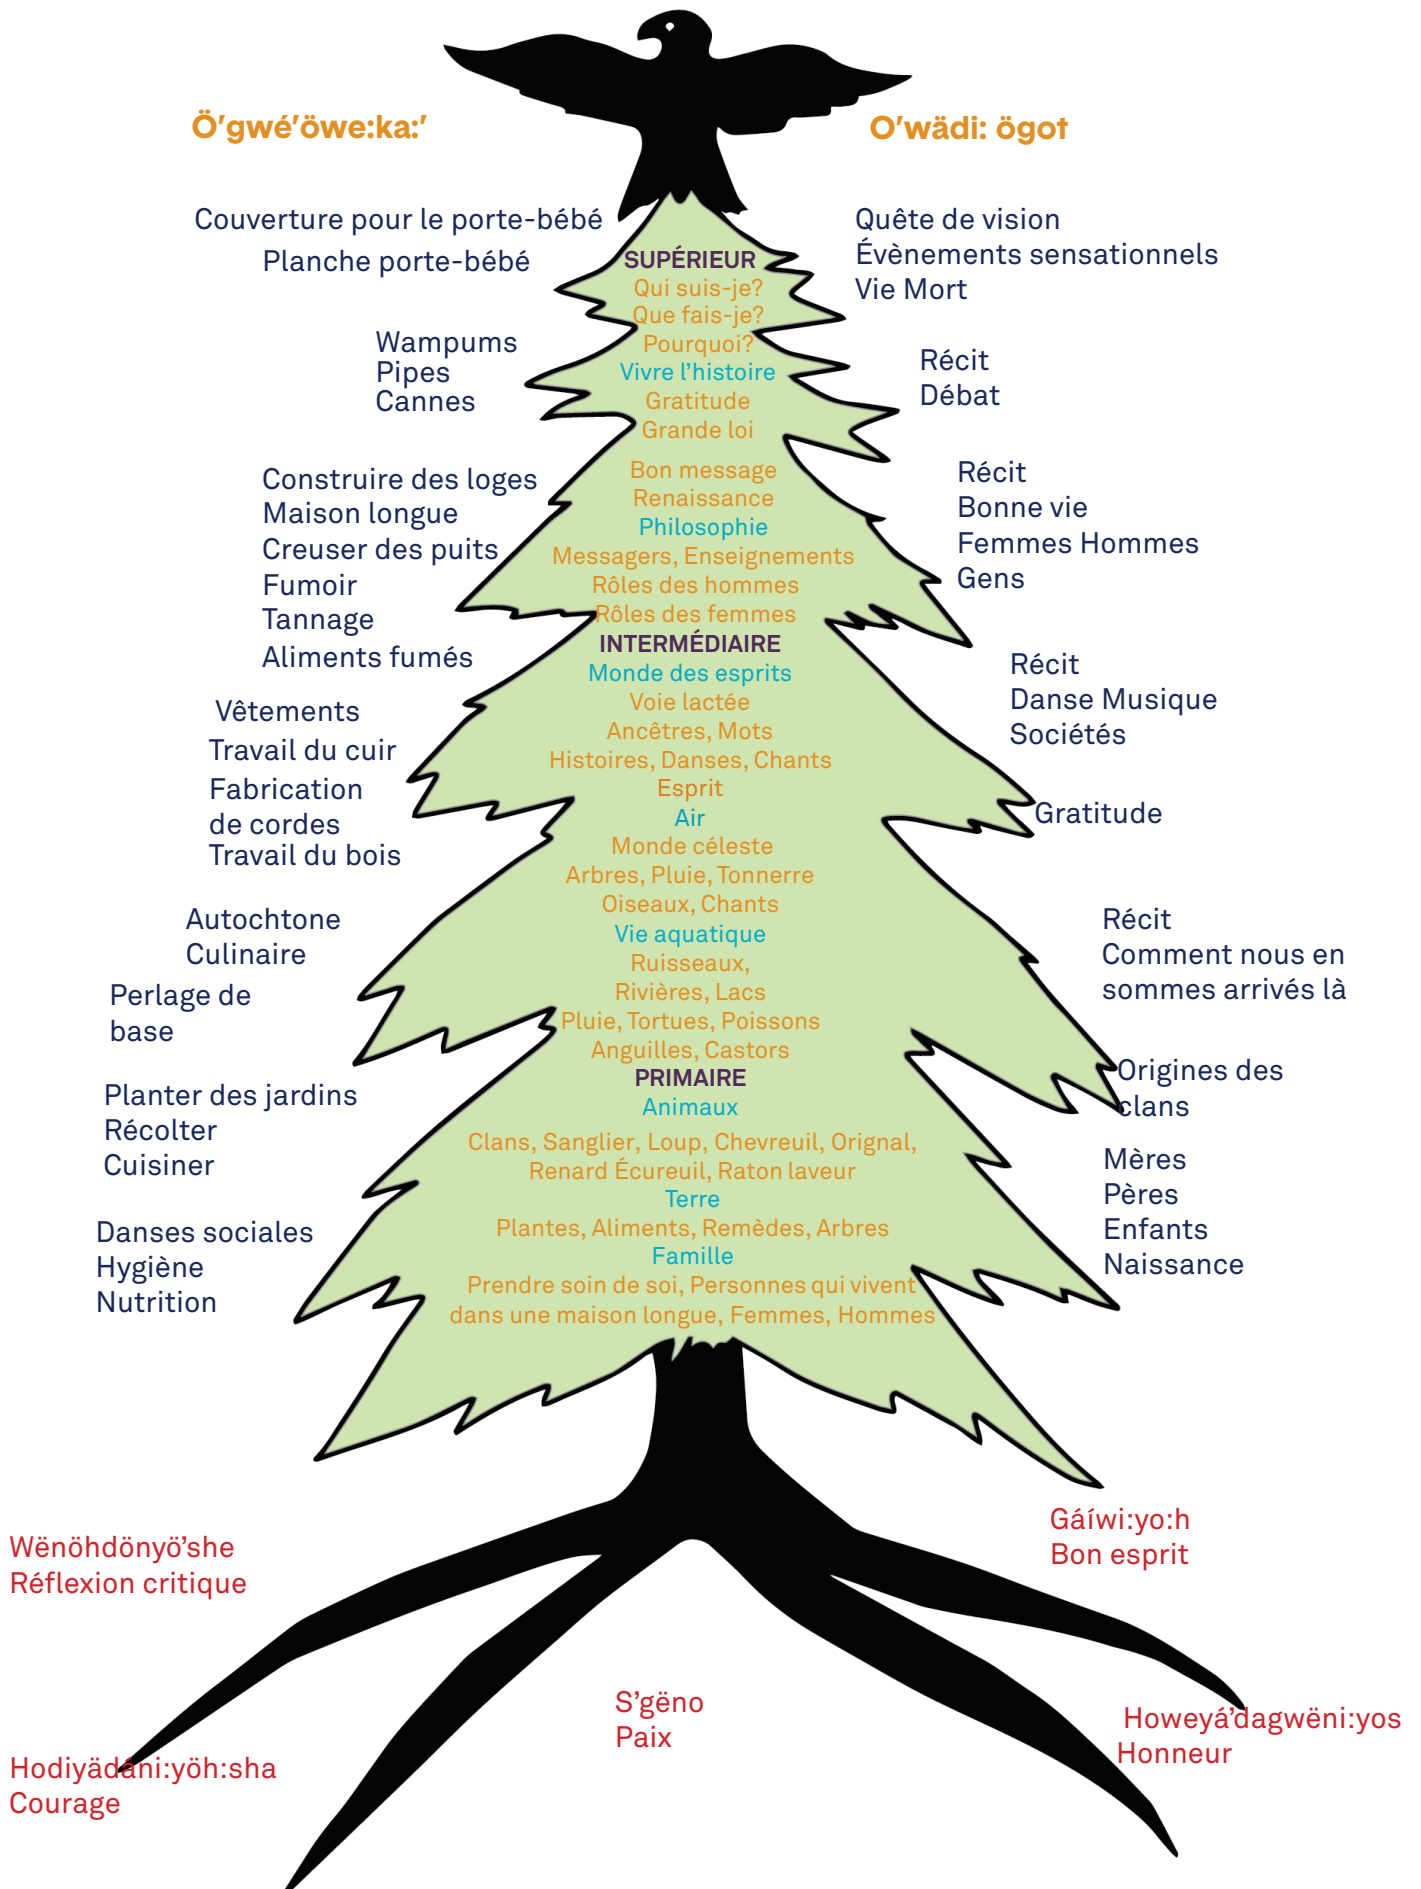 Ö'gwé'öwe:ka:'
O'wädi: ögot
Couverture pour le porte-bébé
Planche porte-bébé
Wampums
Pipes
Cannes
Construire des loges
Maison longue
Creuser des puits
Fumoir
Tannage
Aliments fumés
Vêtements
Travail du cuir
Fabrication
de cordes
Travail du bois
Autochtone
Culinaire
Perlage de
base
Planter des jardins
Récolter
Cuisiner
Danses sociales
Hygiène
Nutrition
SUPÉRIEUR
Qui suis-je?
Que fais-je?
Pourquoi?
Vivre l'histoire
Gratitude
Grande loi
Bon message
Renaissance
Philosophie
Messagers, Enseignements
Rôles des hommes
Rôles des femmes
INTERMÉDIAIRE
Monde des esprits
Voie lactée
Ancêtres, Mots
Histoires, Danses, Chants
Esprit
Air
Monde céleste
Arbres, Pluie, Tonnerre
Oiseaux, Chants
Vie aquatique
Ruisseaux,
Rivières, Lacs
Pluie, Tortues, Poissons
Anguilles, Castors
PRIMAIRE
Animaux
Clans, Sanglier, Loup, Chevreuil, Orignal,
Renard Écureuil, Raton laveur
Terre
Plantes, Aliments, Remèdes, Arbres
Famille
Prendre soin de soi, Personnes qui vivent
dans une maison longue, Femmes, Hommes
Quête de vision
Évènements sensationnels
Vie Mort
Récit
Débat
Récit
Bonne vie
Femmes Hommes
Gens
Récit
Danse Musique
Sociétés
Gratitude
Récit
Comment nous en
sommes arrivés là
Origines des
clans
Mères
Pères
Enfants
Naissance
Wënöhdönyö'she
Réflexion critique
Hodiyädáni:yöh:sha
Courage
S'gëno
Paix
Gáíwi:yo:h
Bon esprit
Howeyá'dagwëni:yos
Honneur